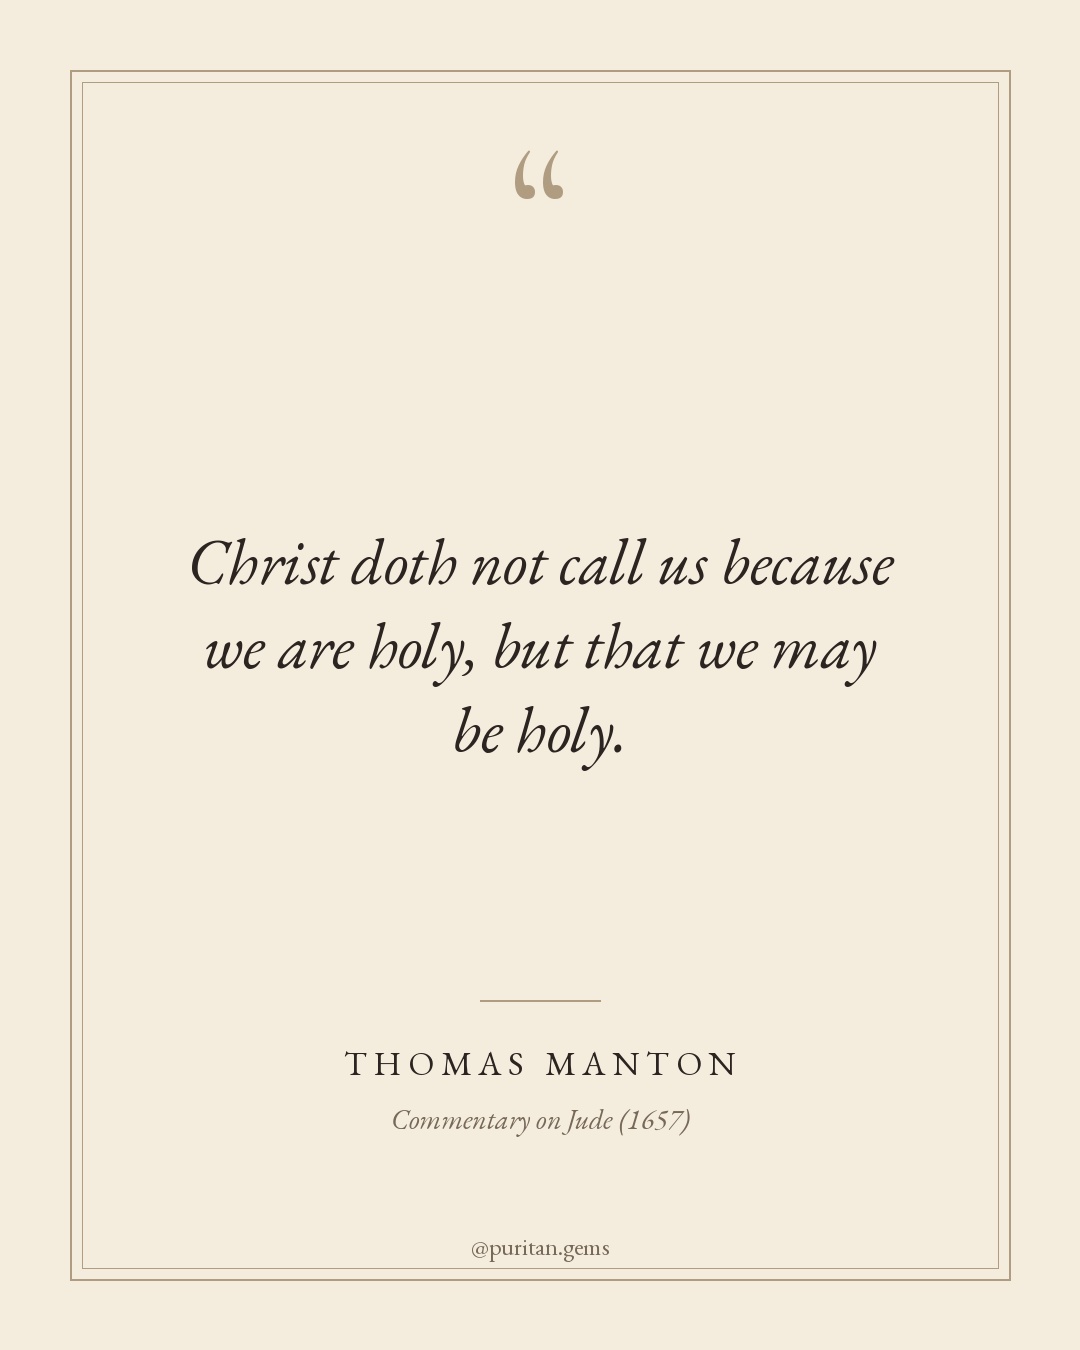 “
Christ doth not call us because
we are holy, but that we may
be holy.
THOMAS MANTON
Commentary on Jude (1657)
@puritan.gems